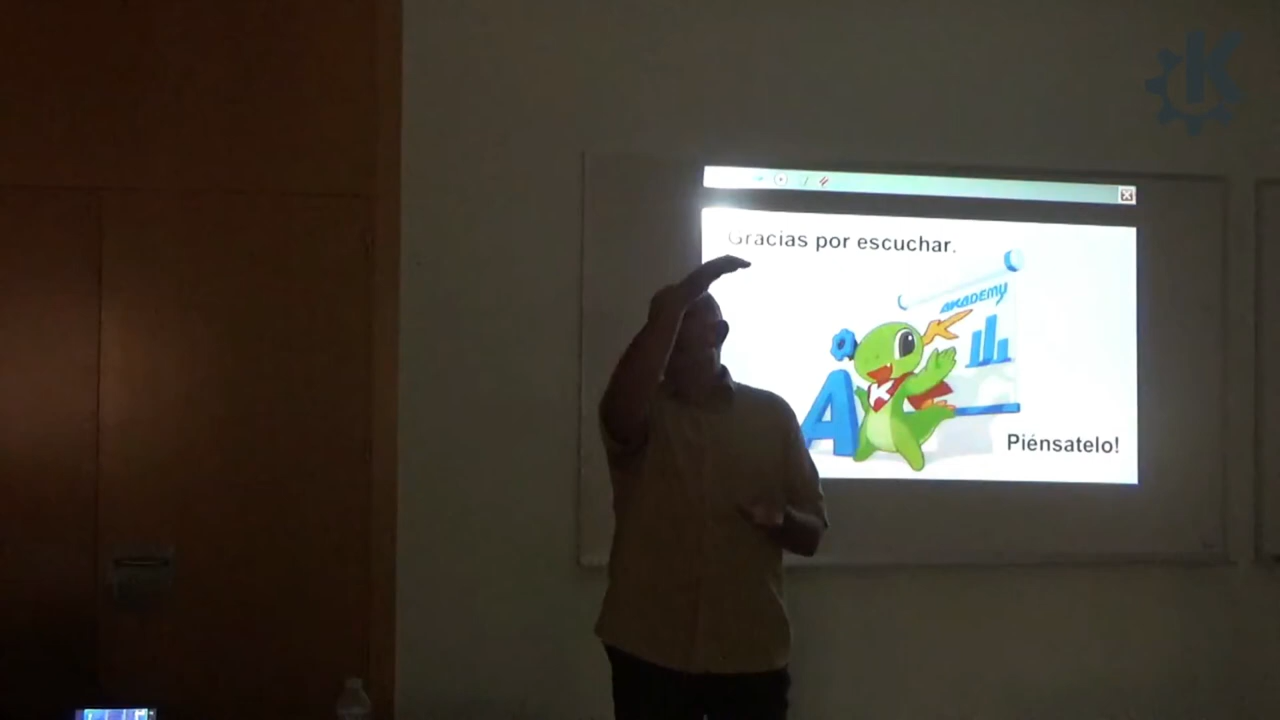 Gracias por escuchar.
AKADEMY
K
A
K
Piénsatelo!